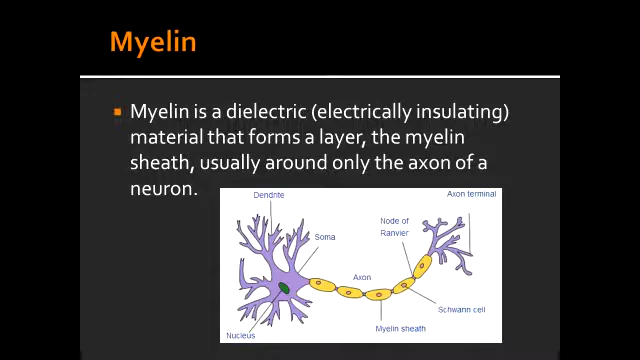 Myelin
▪ Myelin is a dielectric (electrically insulating)
material that forms a layer, the myelin
sheath, usually around only the axon of a
neuron.
Dendrite
Axon terminal
Node of
Ranvier
Soma
Axon
Schwann cell
Myelin sheath
Nucleus